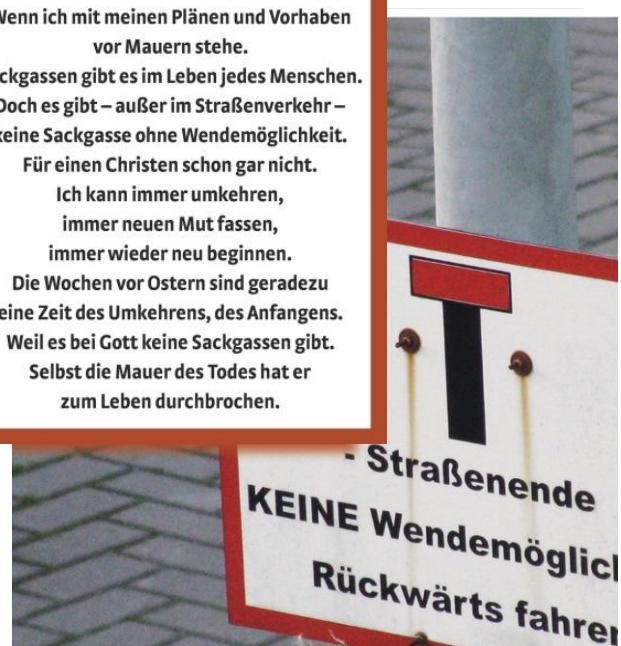 Wenn ich mit meinen Plänen und Vorhaben
vor Mauern stehe.
ckgassen gibt es im Leben jedes Menschen.
Doch es gibt – außer im Straßenverkehr –
keine Sackgasse ohne Wendemöglichkeit.
Für einen Christen schon gar nicht.
Ich kann immer umkehren,
immer neuen Mut fassen,
immer wieder neu beginnen.
Die Wochen vor Ostern sind geradezu
eine Zeit des Umkehrens, des Anfangens.
Weil es bei Gott keine Sackgassen gibt.
Selbst die Mauer des Todes hat er
zum Leben durchbrochen.
- Straßenende
KEINE Wendemöglich
Rückwärts fahren